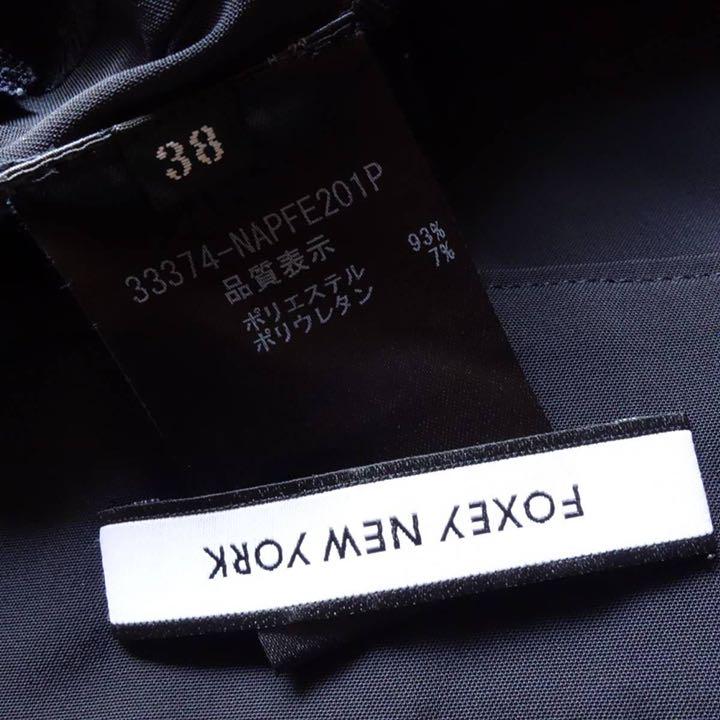 38
33374-NAPFE201P
品質表示
ポリエステル 93%
ポリウレタン 7%
FOXEY NEW YORK